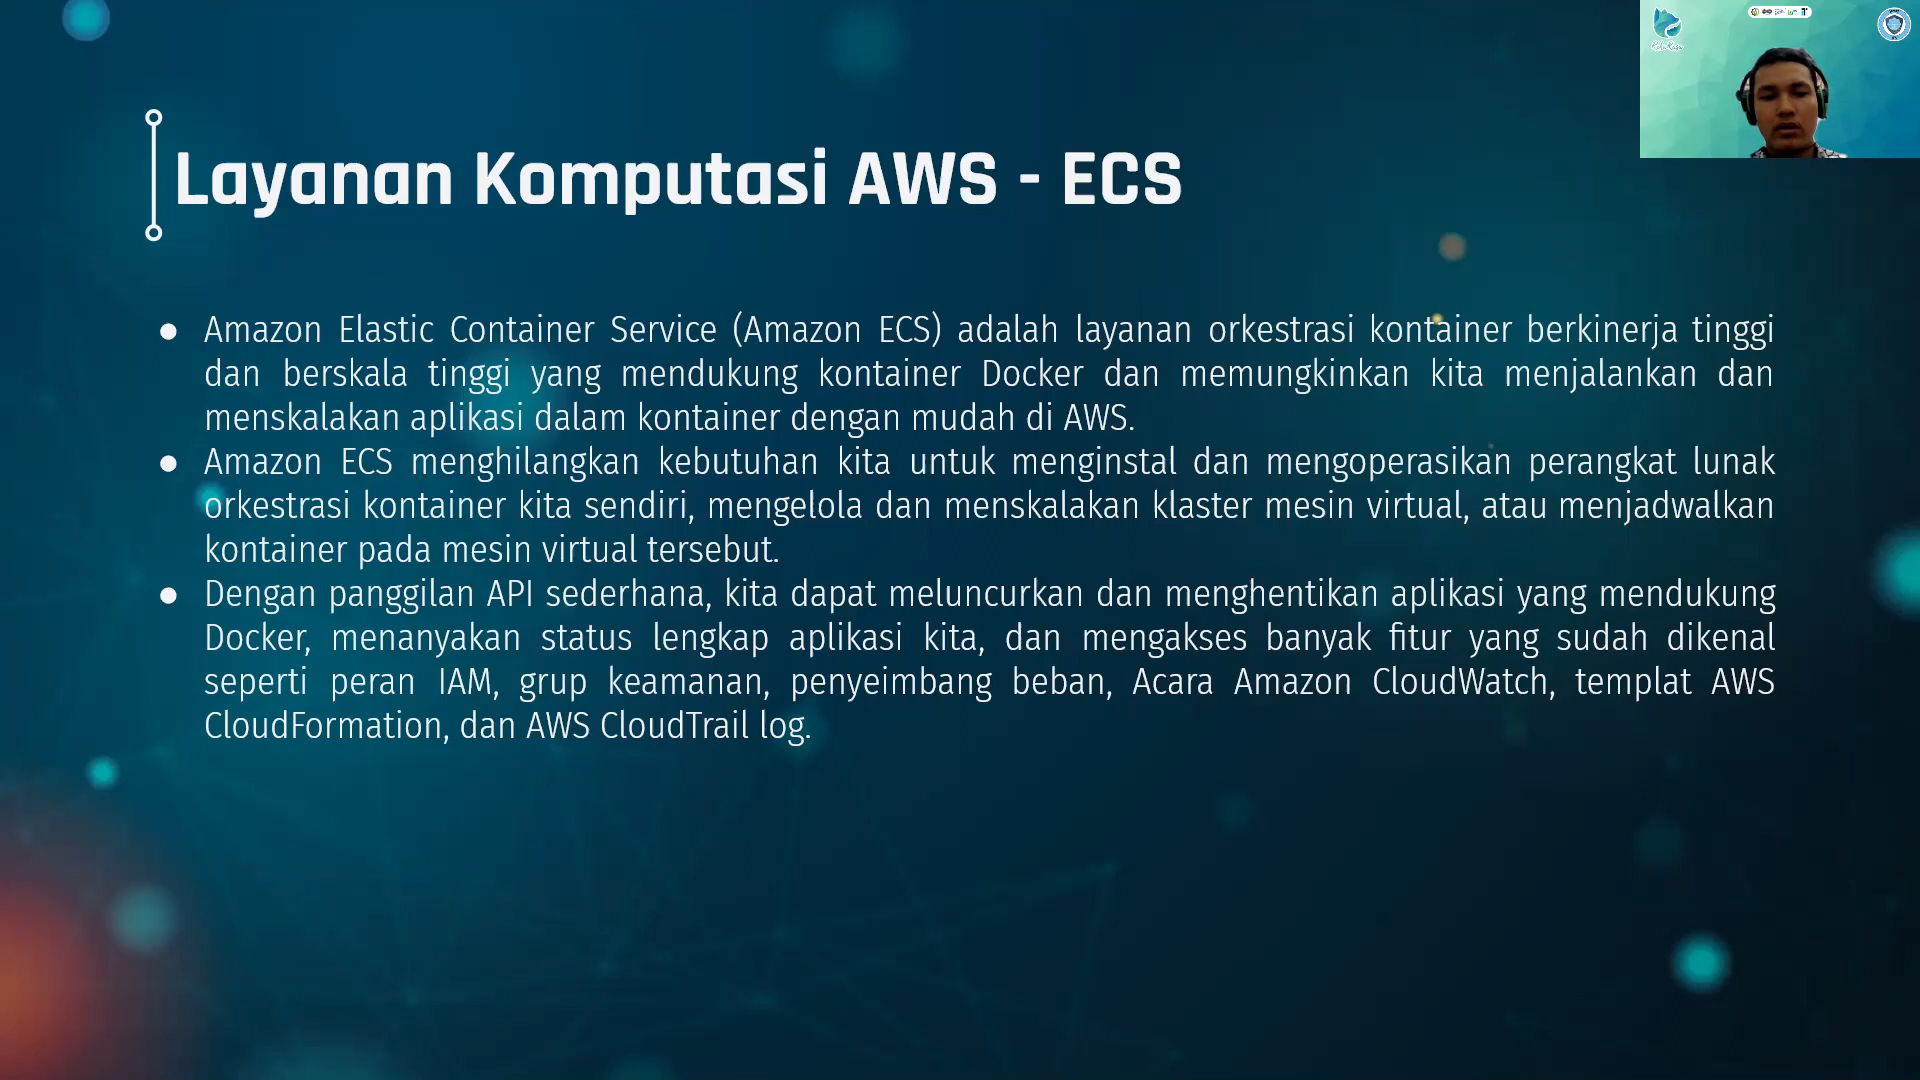 Layanan Komputasi AWS - ECS
● Amazon Elastic Container Service (Amazon ECS) adalah layanan orkestrasi kontainer berkinerja tinggi
dan berskala tinggi yang mendukung kontainer Docker dan memungkinkan kita menjalankan dan
menskalakan aplikasi dalam kontainer dengan mudah di AWS.
● Amazon ECS menghilangkan kebutuhan kita untuk menginstal dan mengoperasikan perangkat lunak
orkestrasi kontainer kita sendiri, mengelola dan menskalakan klaster mesin virtual, atau menjadwalkan
kontainer pada mesin virtual tersebut.
● Dengan panggilan API sederhana, kita dapat meluncurkan dan menghentikan aplikasi yang mendukung
Docker, menanyakan status lengkap aplikasi kita, dan mengakses banyak fitur yang sudah dikenal
seperti peran IAM, grup keamanan, penyeimbang beban, Acara Amazon CloudWatch, templat AWS
CloudFormation, dan AWS CloudTrail log.